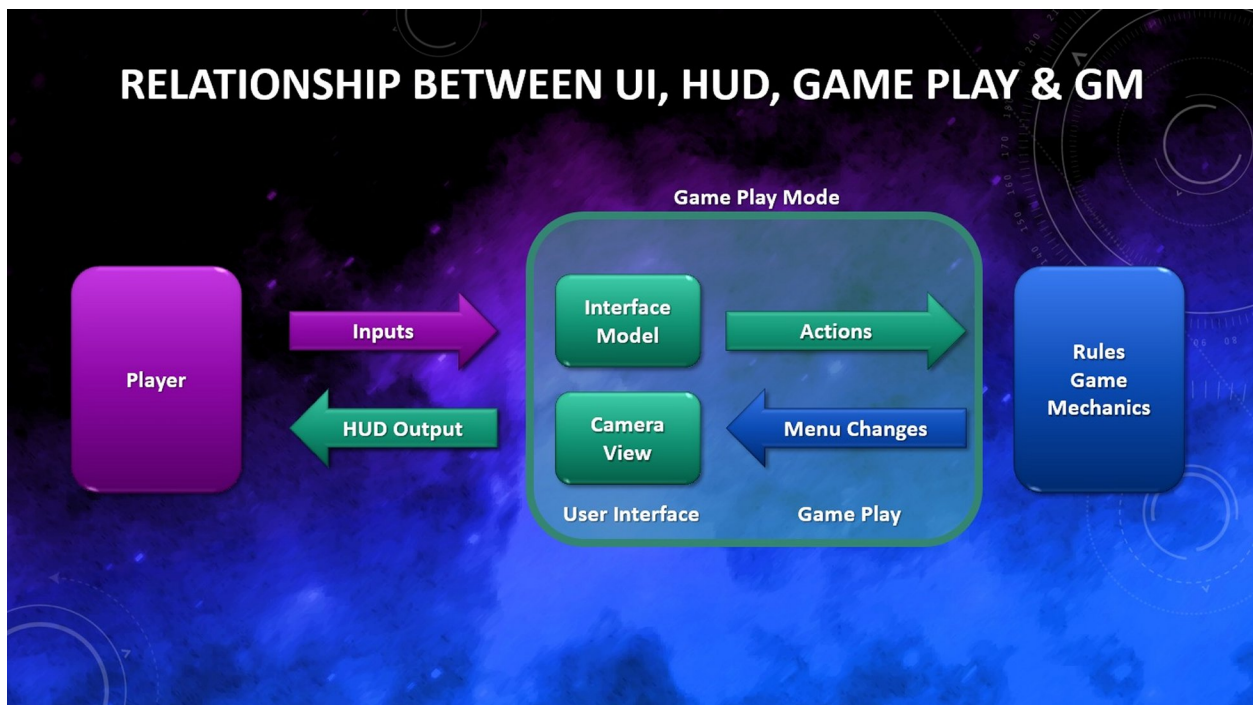 RELATIONSHIP BETWEEN UI, HUD, GAME PLAY & GM
Game Play Mode
Player
Inputs
HUD Output
Interface
Model
Camera
View
User Interface
Actions
Menu Changes
Game Play
Rules
Game
Mechanics